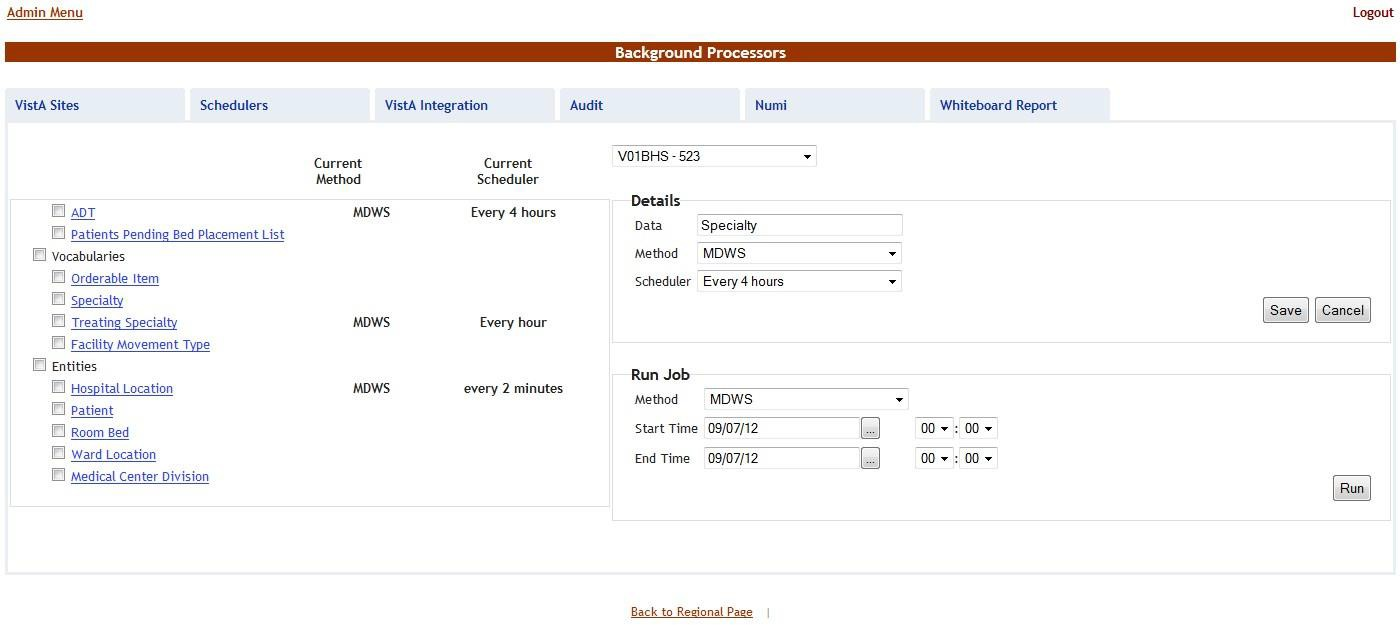 Admin Menu Logout
Background Processors
VistA Sites Schedulers VistA Integration Audit Numi Whiteboard Report
Current Method Current Scheduler
ADT MDWS Every 4 hours
Patients Pending Bed Placement List
Vocabularies
Orderable Item
Specialty
Treating Specialty MDWS Every hour
Facility Movement Type
Entities
Hospital Location MDWS every 2 minutes
Patient
Room Bed
Ward Location
Medical Center Division
V01BHS - 523
Details
Data Specialty
Method MDWS
Scheduler Every 4 hours
Save Cancel
Run Job
Method MDWS
Start Time 09/07/12 ... 00 : 00
End Time 09/07/12 ... 00 : 00
Run
Back to Regional Page |